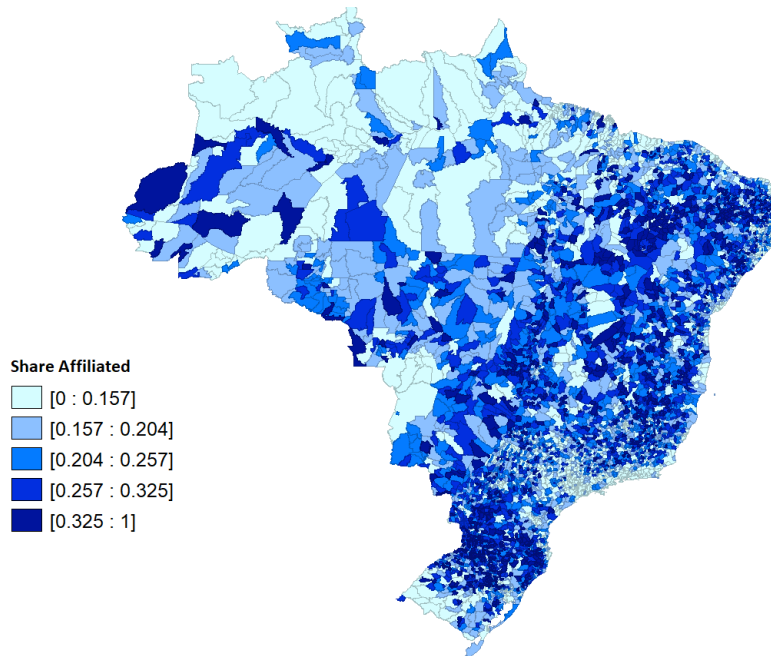 Share Affiliated
[0 : 0.157]
[0.157 : 0.204]
[0.204 : 0.257]
[0.257 : 0.325]
[0.325 : 1]